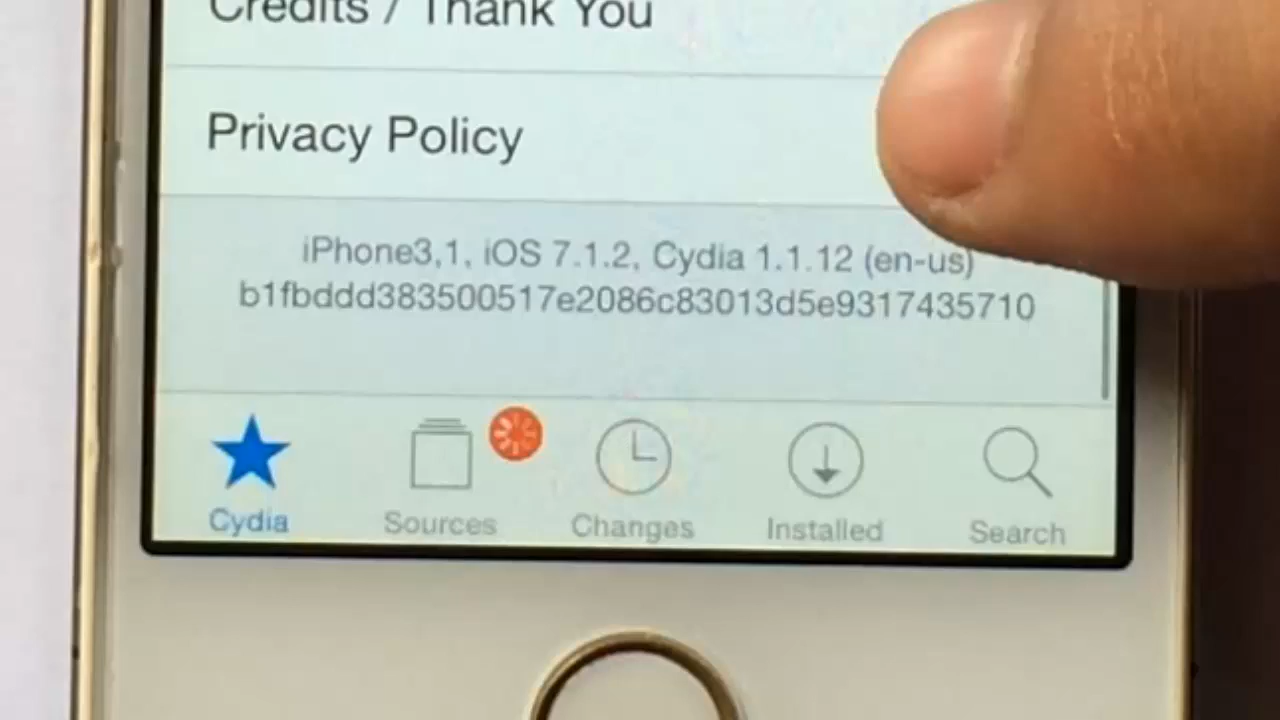 Credits / Thank You
Privacy Policy
iPhone3,1, iOS 7.1.2, Cydia 1.1.12 (en-us)
b1fbddd383500517e2086c83013d5e9317435710
Cydia
Sources
Changes
Installed
Search